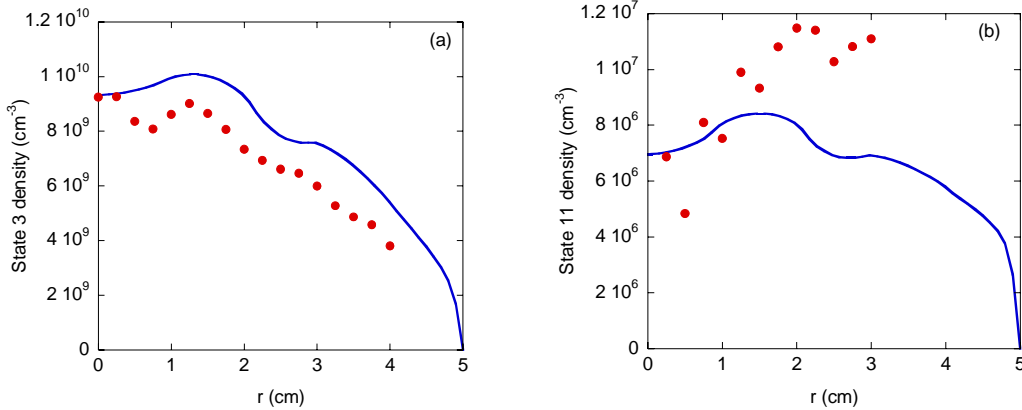 (a)
1.2 10^10
1 10^10
8 10^9
6 10^9
4 10^9
2 10^9
0
State 3 density (cm^-3)
0 1 2 3 4 5
r (cm)
(b)
1.2 10^7
1 10^7
8 10^6
6 10^6
4 10^6
2 10^6
0
State 11 density (cm^-3)
0 1 2 3 4 5
r (cm)